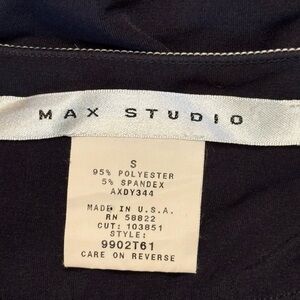 MAX STUDIO
S
95% POLYESTER
5% SPANDEX
AXDY344
MADE IN U.S.A.
RN 58822
CUT: 103851
STYLE:
9902T61
CARE ON REVERSE